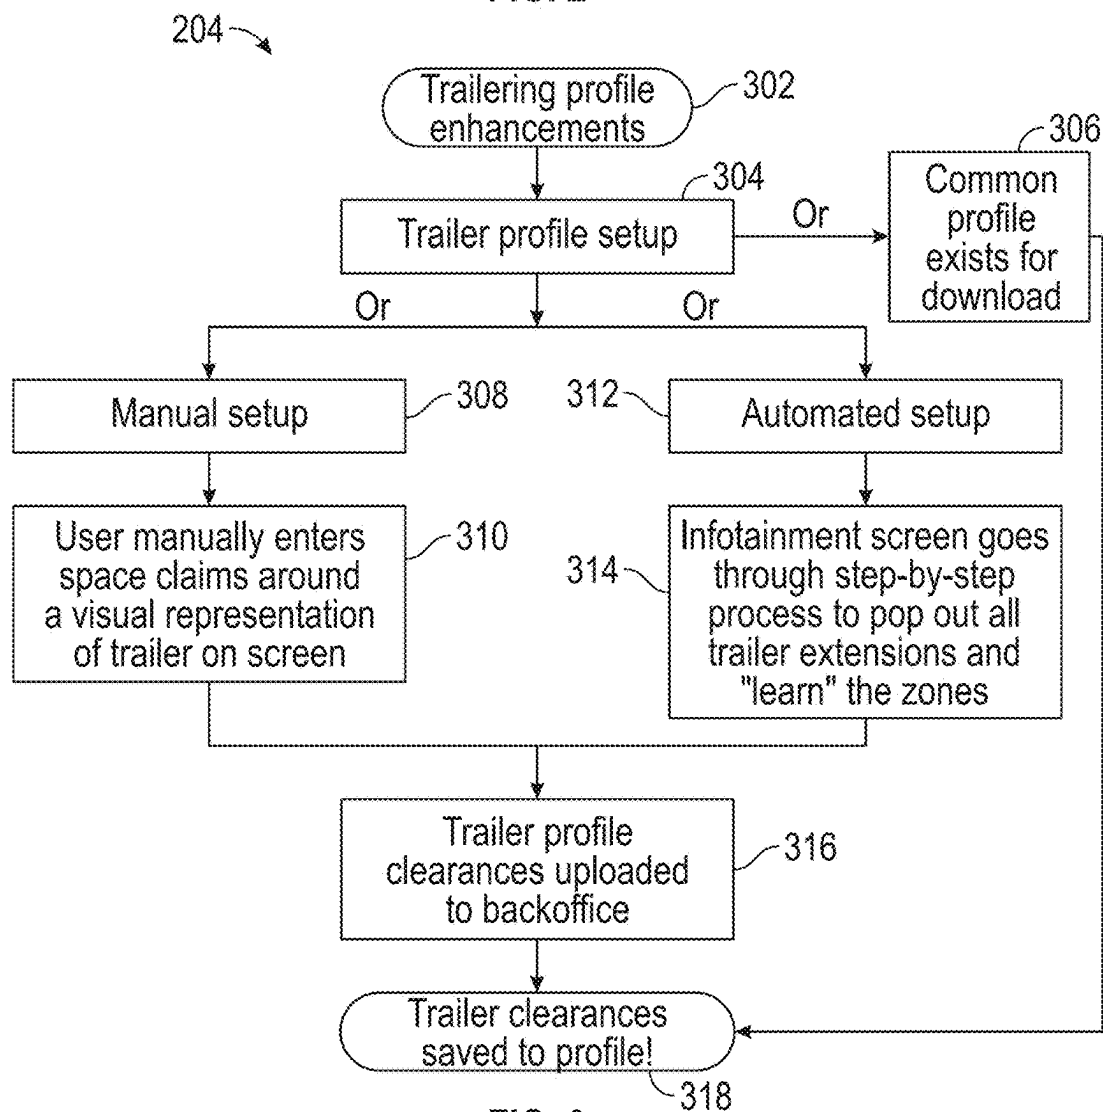 204
Trailering profile
enhancements
302
304
306
Trailer profile setup
Or
Common
profile
exists for
download
Or
Or
Manual setup
308
312
Automated setup
User manually enters
space claims around
a visual representation
of trailer on screen
310
314
Infotainment screen goes
through step-by-step
process to pop out all
trailer extensions and
"learn" the zones
Trailer profile
clearances uploaded
to backoffice
316
Trailer clearances
saved to profile!
318